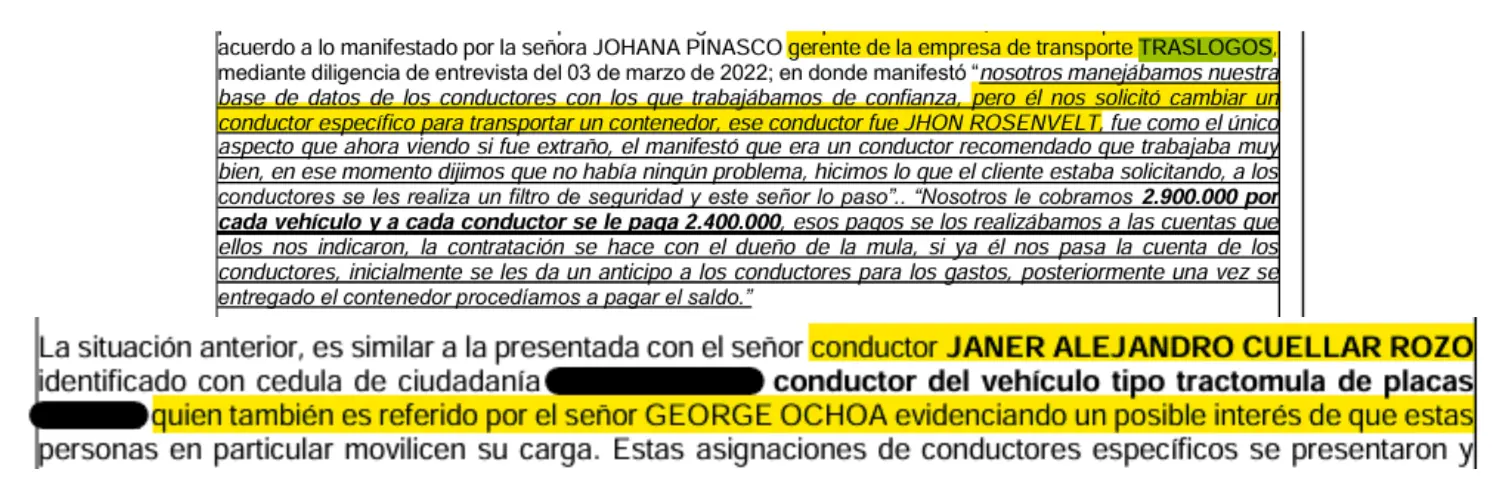 acuerdo a lo manifestado por la señora JOHANA PINASCO gerente de la empresa de transporte TRASLOGOS,
mediante diligencia de entrevista del 03 de marzo de 2022; en donde manifestó “nosotros manejábamos nuestra
base de datos de los conductores con los que trabajábamos de confianza, pero él nos solicitó cambiar un
conductor específico para transportar un contenedor, ese conductor fue JHON ROSENVELT, fue como el único
aspecto que ahora viendo si fue extraño, el manifestó que era un conductor recomendado que trabajaba muy
bien, en ese momento dijimos que no había ningún problema, hicimos lo que el cliente estaba solicitando, a los
conductores se les realiza un filtro de seguridad y este señor lo paso”.. “Nosotros le cobramos 2.900.000 por
cada vehículo y a cada conductor se le paga 2.400.000, esos pagos se los realizábamos a las cuentas que
ellos nos indicaron, la contratación se hace con el dueño de la mula, si ya él nos pasa la cuenta de los
conductores, inicialmente se les da un anticipo a los conductores para los gastos, posteriormente una vez se
entregado el contenedor procedíamos a pagar el saldo.”
La situación anterior, es similar a la presentada con el señor conductor JANER ALEJANDRO CUELLAR ROZO
identificado con cedula de ciudadanía conductor del vehículo tipo tractomula de placas
quien también es referido por el señor GEORGE OCHOA evidenciando un posible interés de que estas
personas en particular movilicen su carga. Estas asignaciones de conductores específicos se presentaron y